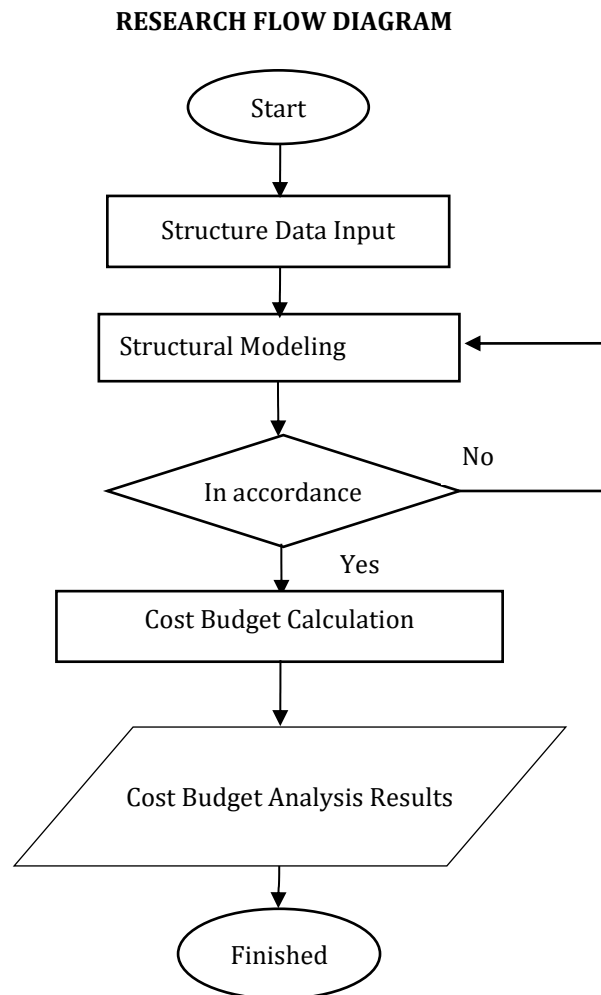 RESEARCH FLOW DIAGRAM
Start
Structure Data Input
Structural Modeling
No
In accordance
Yes
Cost Budget Calculation
Cost Budget Analysis Results
Finished